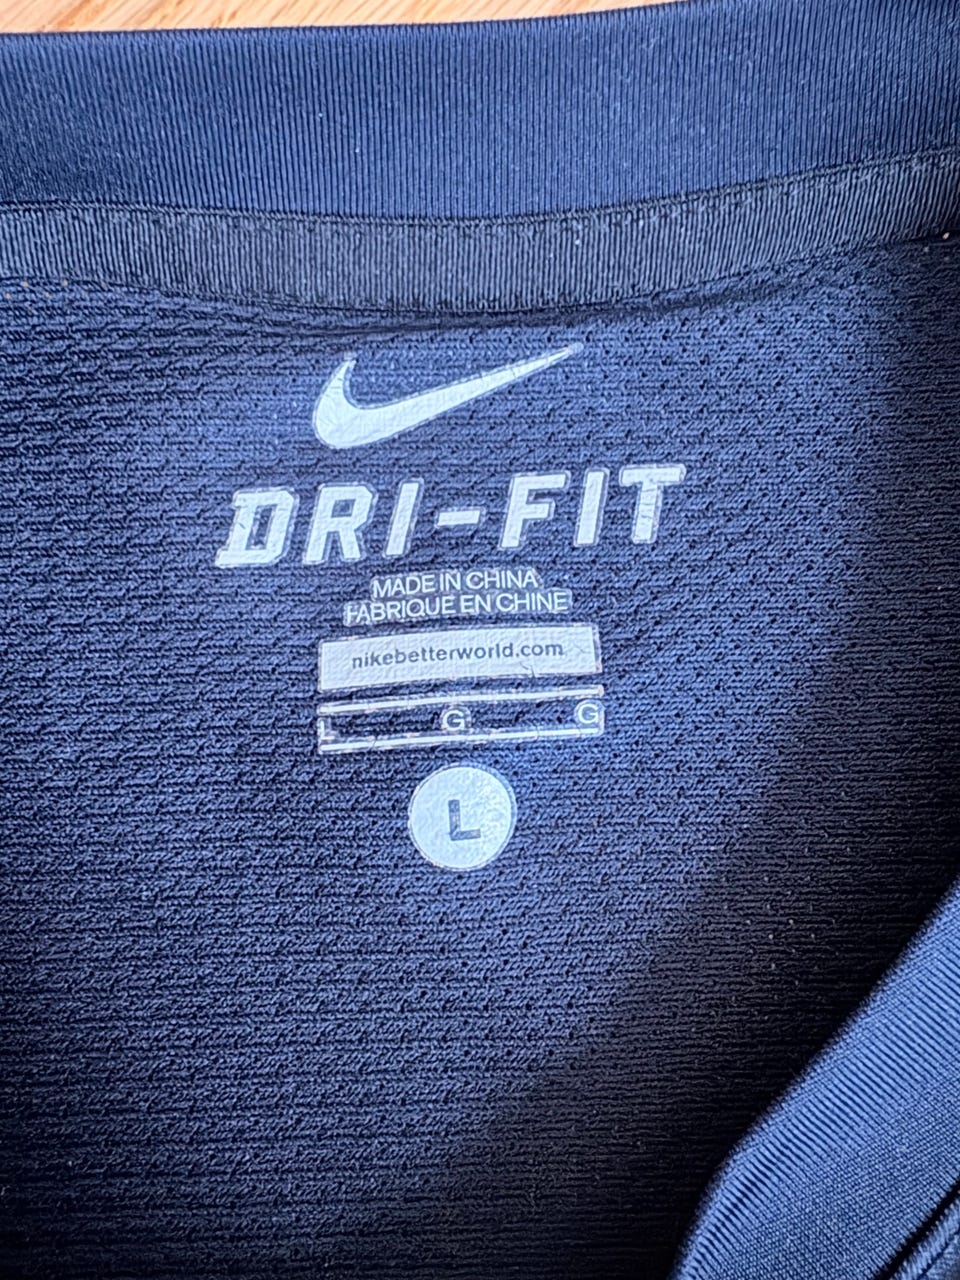 DRI-FIT
MADE IN CHINA
FABRIQUE EN CHINE
nikebetterworld.com
L G G
L